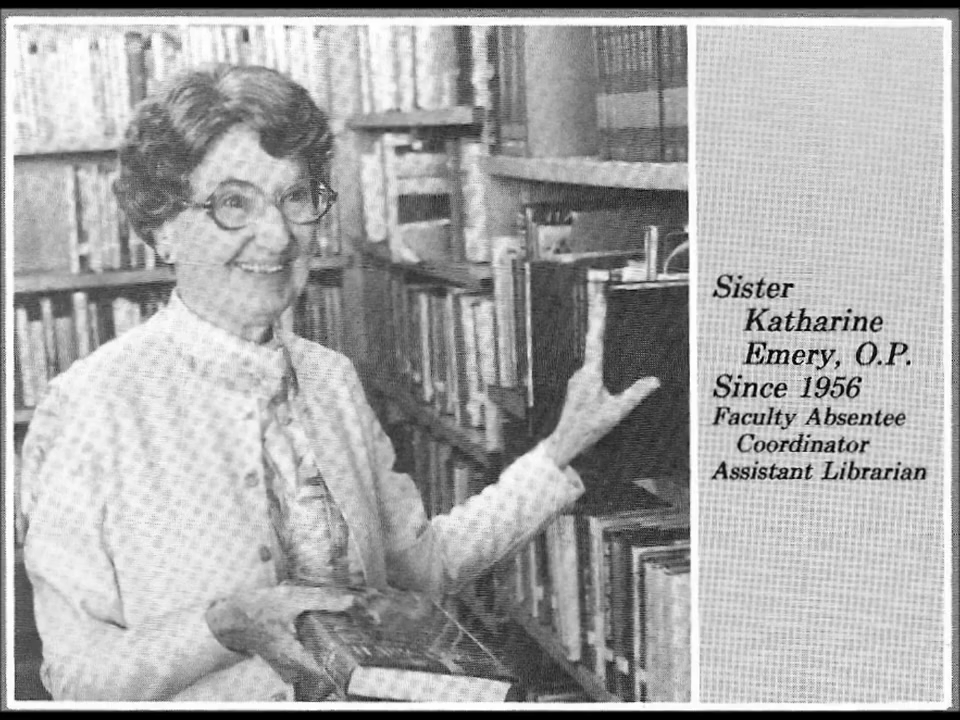 Sister
Katharine
Emery, O.P.
Since 1956
Faculty Absentee
Coordinator
Assistant Librarian